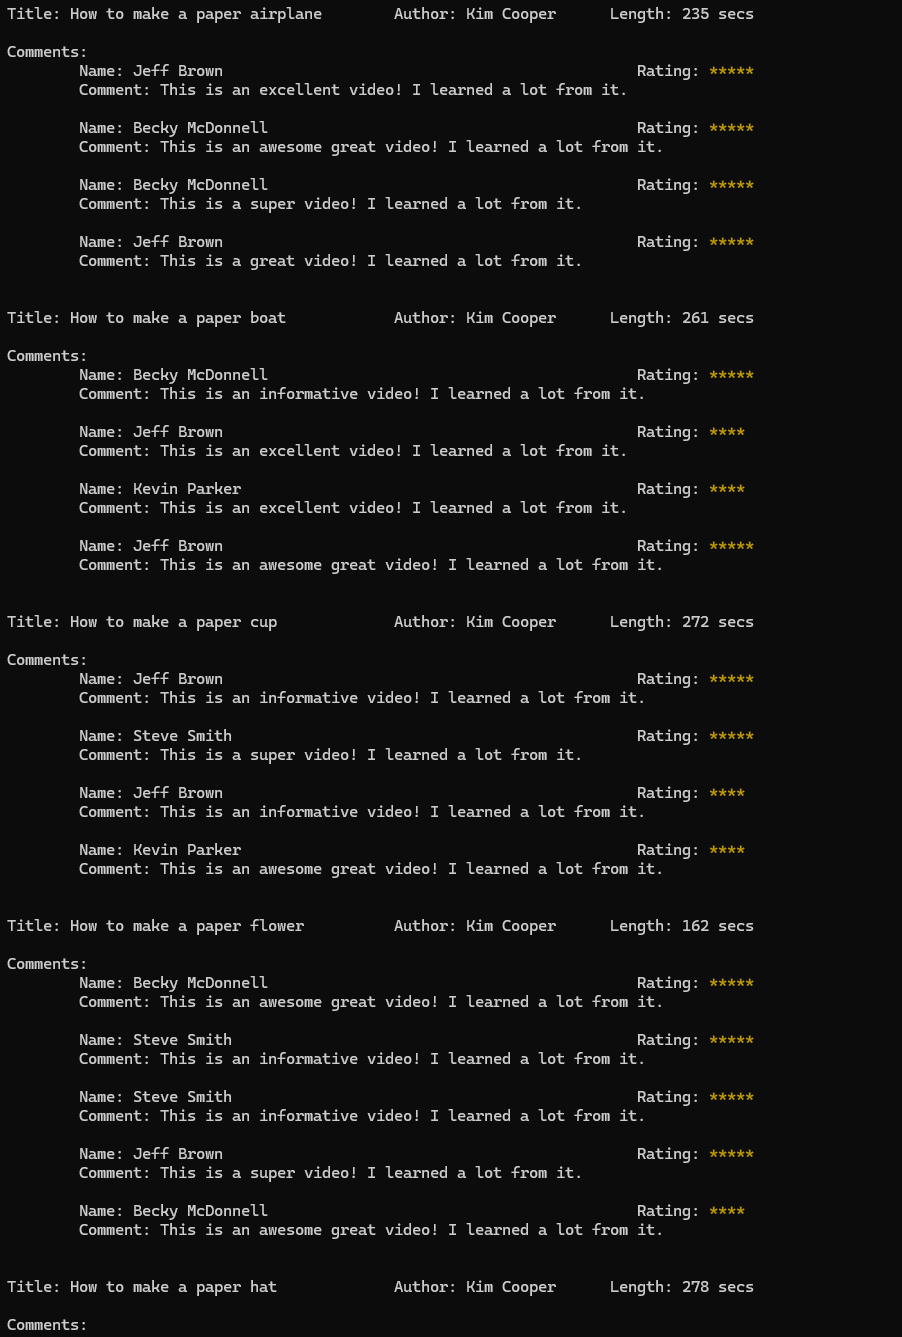 Title: How to make a paper airplane        Author: Kim Cooper      Length: 235 secs
Comments:
        Name: Jeff Brown                                              Rating: *****
        Comment: This is an excellent video! I learned a lot from it.
        Name: Becky McDonnell                                         Rating: *****
        Comment: This is an awesome great video! I learned a lot from it.
        Name: Becky McDonnell                                         Rating: *****
        Comment: This is a super video! I learned a lot from it.
        Name: Jeff Brown                                              Rating: *****
        Comment: This is a great video! I learned a lot from it.
Title: How to make a paper boat            Author: Kim Cooper      Length: 261 secs
Comments:
        Name: Becky McDonnell                                         Rating: *****
        Comment: This is an informative video! I learned a lot from it.
        Name: Jeff Brown                                              Rating: ****
        Comment: This is an excellent video! I learned a lot from it.
        Name: Kevin Parker                                            Rating: ****
        Comment: This is an excellent video! I learned a lot from it.
        Name: Jeff Brown                                              Rating: *****
        Comment: This is an awesome great video! I learned a lot from it.
Title: How to make a paper cup             Author: Kim Cooper      Length: 272 secs
Comments:
        Name: Jeff Brown                                              Rating: *****
        Comment: This is an informative video! I learned a lot from it.
        Name: Steve Smith                                             Rating: *****
        Comment: This is a super video! I learned a lot from it.
        Name: Jeff Brown                                              Rating: ****
        Comment: This is an informative video! I learned a lot from it.
        Name: Kevin Parker                                            Rating: ****
        Comment: This is an awesome great video! I learned a lot from it.
Title: How to make a paper flower          Author: Kim Cooper      Length: 162 secs
Comments:
        Name: Becky McDonnell                                         Rating: *****
        Comment: This is an awesome great video! I learned a lot from it.
        Name: Steve Smith                                             Rating: *****
        Comment: This is an informative video! I learned a lot from it.
        Name: Steve Smith                                             Rating: *****
        Comment: This is an informative video! I learned a lot from it.
        Name: Jeff Brown                                              Rating: *****
        Comment: This is a super video! I learned a lot from it.
        Name: Becky McDonnell                                         Rating: ****
        Comment: This is an awesome great video! I learned a lot from it.
Title: How to make a paper hat             Author: Kim Cooper      Length: 278 secs
Comments: